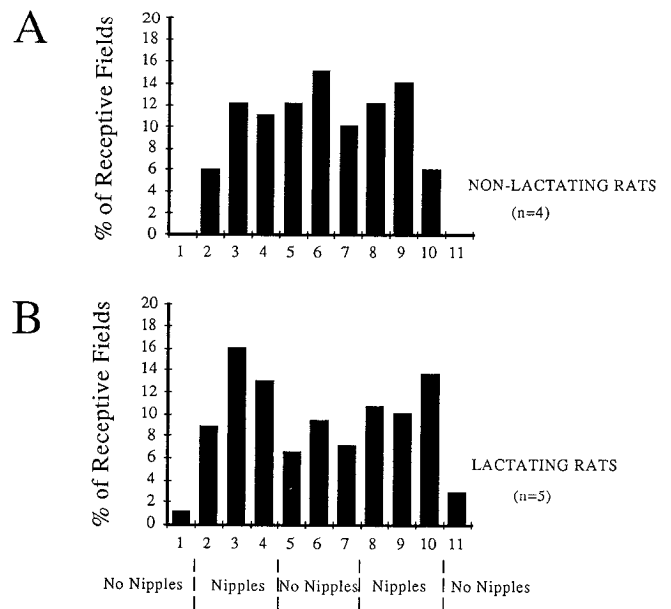 A
% of Receptive Fields
20
18
16
14
12
10
8
6
4
2
0
1 2 3 4 5 6 7 8 9 10 11
NON-LACTATING RATS
(n=4)
B
% of Receptive Fields
20
18
16
14
12
10
8
6
4
2
0
1 2 3 4 5 6 7 8 9 10 11
LACTATING RATS
(n=5)
No Nipples | Nipples | No Nipples | Nipples | No Nipples